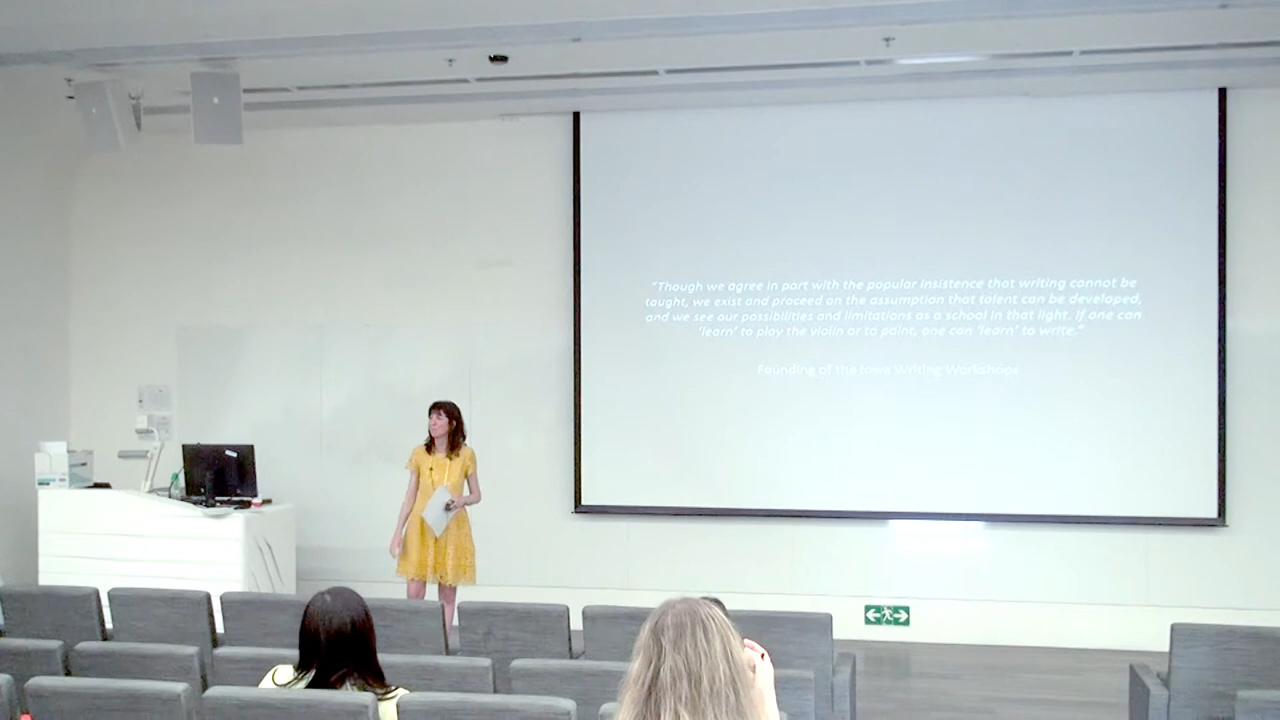 "Though we agree in part with the popular insistence that writing cannot be
taught, we exist and proceed on the assumption that talent can be developed,
and we see our possibilities and limitations as a school in that light. If one can
'learn' to play the violin or to paint, one can 'learn' to write."
Founding of the Iowa Writing Workshops